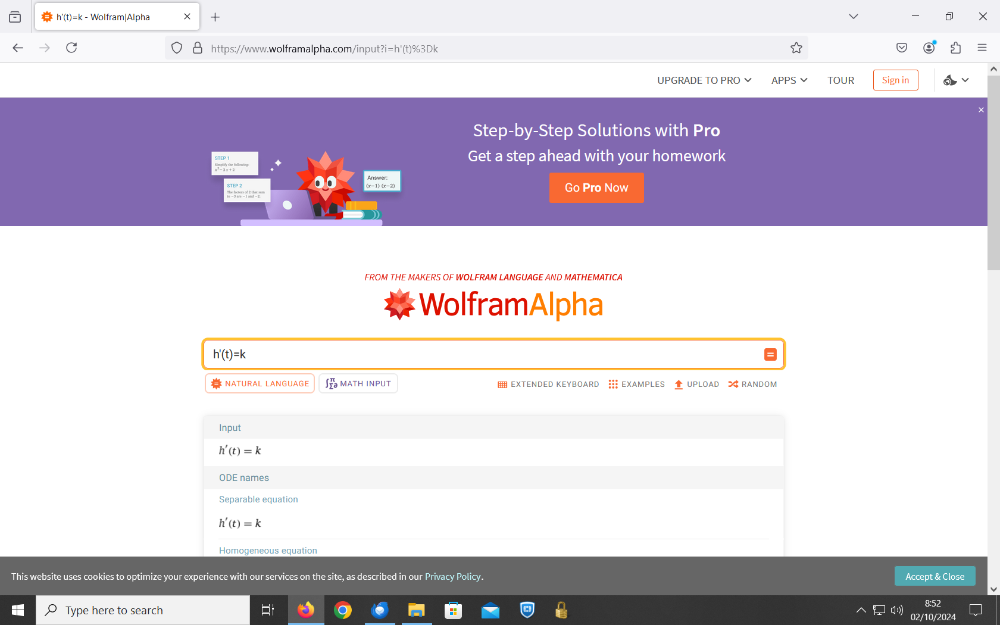 h'(t)=k - Wolfram|Alpha
https://www.wolframalpha.com/input?i=h'(t)%3Dk
UPGRADE TO PRO
APPS
TOUR
Sign in
Step-by-Step Solutions with Pro
Get a step ahead with your homework
Go Pro Now
STEP 1
Simplify the following:
x²−3 x+2
STEP 2
The factors of 2 that sum
to −3 are −1 and −2.
Answer:
(x−1) (x−2)
FROM THE MAKERS OF WOLFRAM LANGUAGE AND MATHEMATICA
WolframAlpha
h'(t)=k
NATURAL LANGUAGE
MATH INPUT
EXTENDED KEYBOARD
EXAMPLES
UPLOAD
RANDOM
Input
h′(t) = k
ODE names
Separable equation
h′(t) = k
Homogeneous equation
This website uses cookies to optimize your experience with our services on the site, as described in our Privacy Policy.
Accept & Close
Type here to search
8:52
02/10/2024